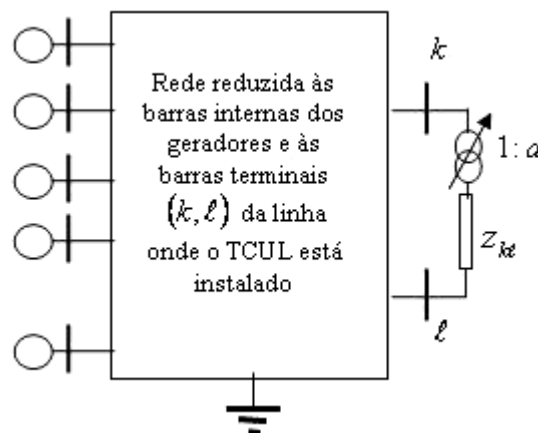 Rede reduzida às
barras internas dos
geradores e às
barras terminais
(k, ℓ) da linha
onde o TCUL está
instalado
k
1: a
z_kℓ
ℓ